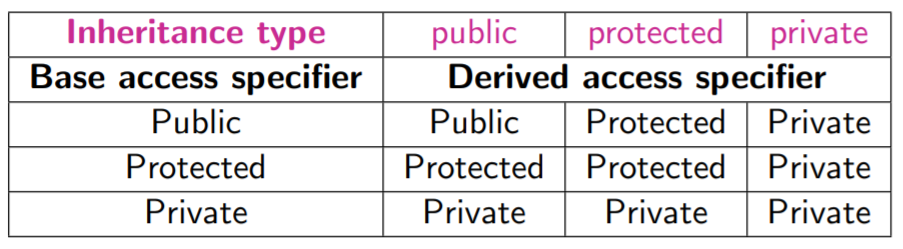 Inheritance type public protected private
Base access specifier Derived access specifier
Public Public Protected Private
Protected Protected Protected Private
Private Private Private Private